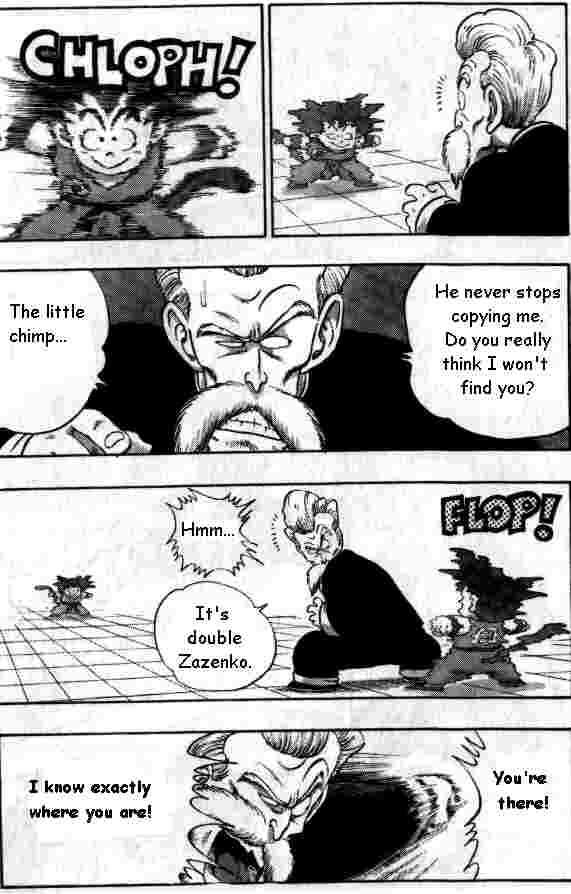 CHLOPH!
The little
chimp...
He never stops
copying me.
Do you really
think I won't
find you?
Hmm...
It's
double
Zazenko.
FLOP!
I know exactly
where you are!
You're
there!